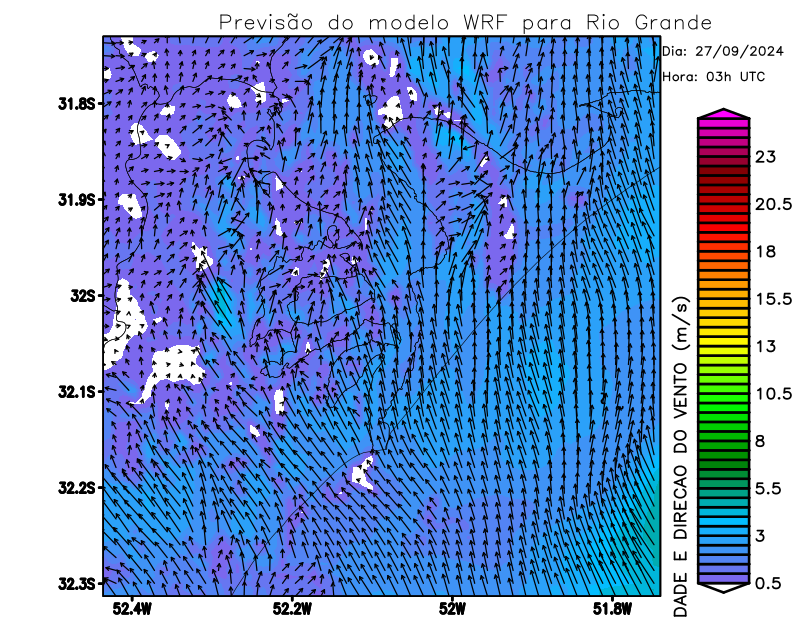 Previsão do modelo WRF para Rio Grande
Dia: 27/09/2024
Hora: 03h UTC
31.8S
31.9S
32S
32.1S
32.2S
32.3S
52.4W
52.2W
52W
51.8W
23
20.5
18
15.5
13
10.5
8
5.5
3
0.5
DADE E DIRECAO DO VENTO (m/s)